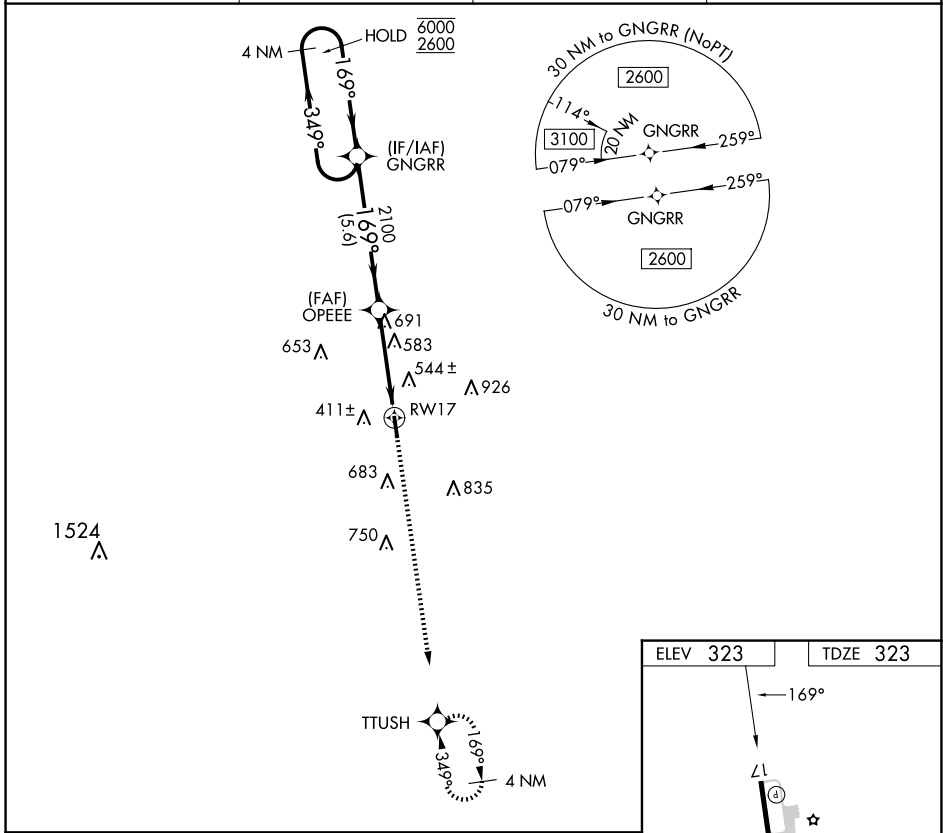 HOLD 6000
2600
4 NM
169°
349°
(IF/IAF)
GNGRR
2100
169°
(5.6)
(FAF)
OPEEE
691
653
583
544±
926
411±
RW17
683
835
750
1524
TTUSH
169°
349°
4 NM
30 NM to GNGRR (NoPT)
2600
114°
3100
20 NM
GNGRR
259°
079°
079°
259°
GNGRR
2600
30 NM to GNGRR
ELEV 323
TDZE 323
169°
17
P